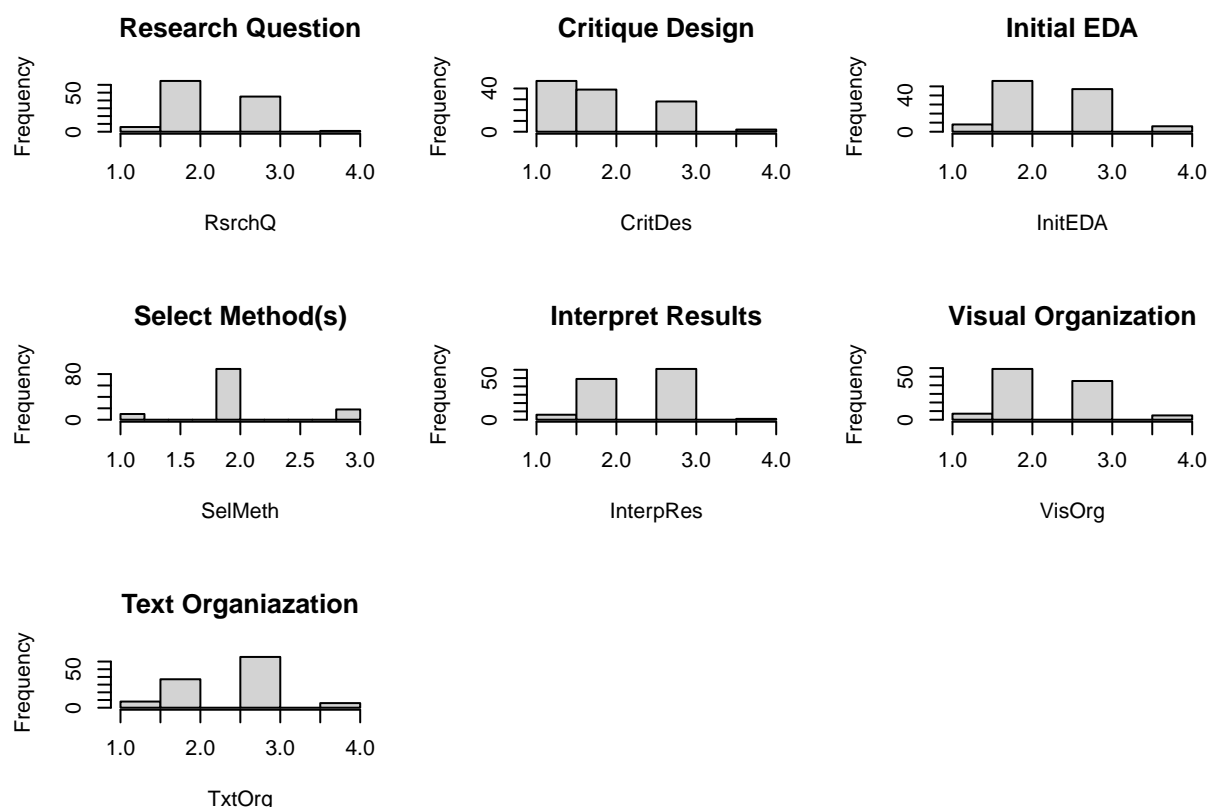 Research Question
Frequency
0 50
1.0 2.0 3.0 4.0
RsrchQ
Critique Design
Frequency
0 40
1.0 2.0 3.0 4.0
CritDes
Initial EDA
Frequency
0 40
1.0 2.0 3.0 4.0
InitEDA
Select Method(s)
Frequency
0 80
1.0 1.5 2.0 2.5 3.0
SelMeth
Interpret Results
Frequency
0 50
1.0 2.0 3.0 4.0
InterpRes
Visual Organization
Frequency
0 50
1.0 2.0 3.0 4.0
VisOrg
Text Organiazation
Frequency
0 50
1.0 2.0 3.0 4.0
TxtOrg